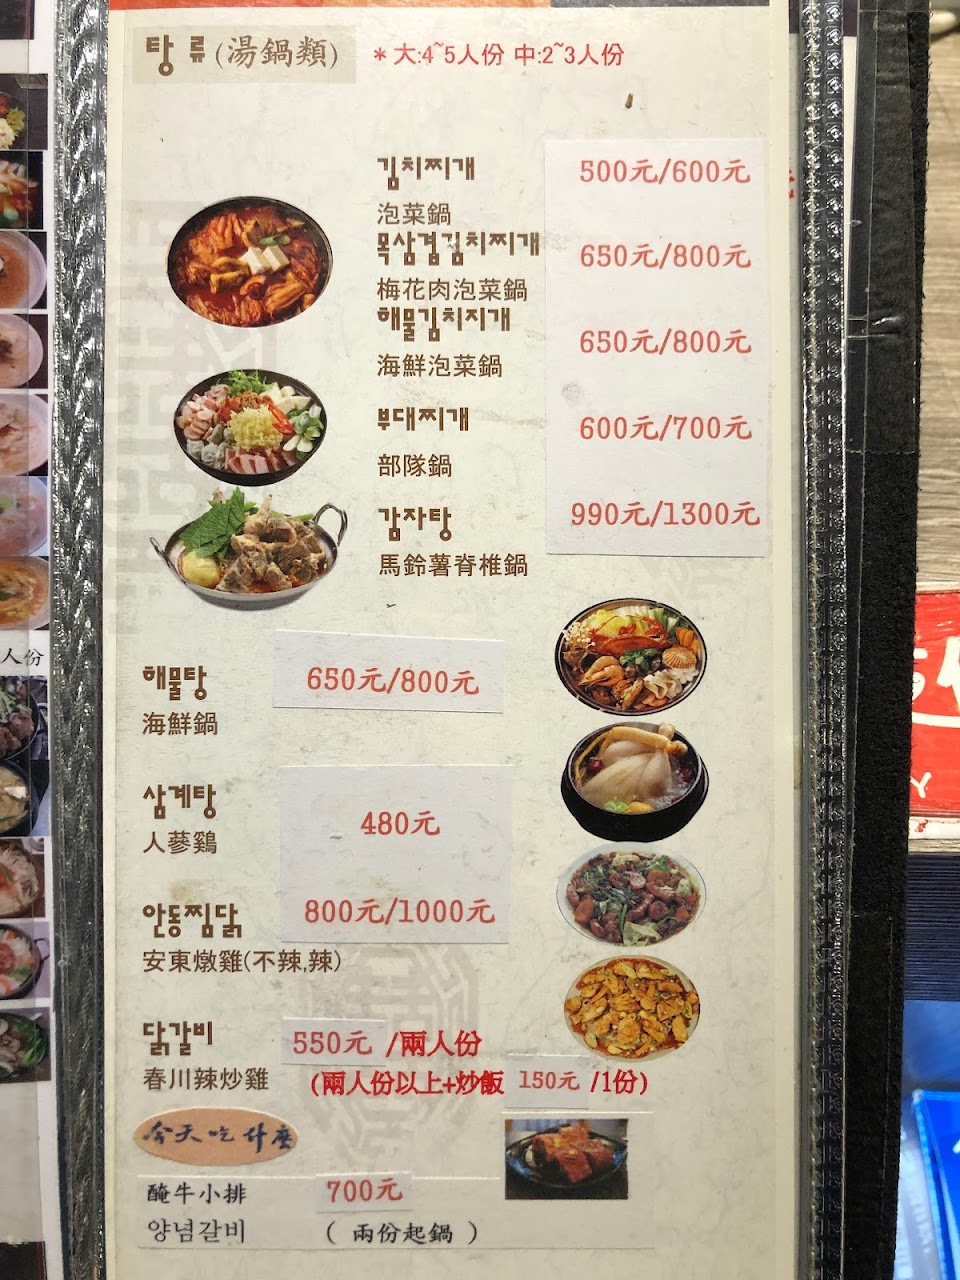 탕 류 (湯鍋類) *大:4~5人份 中:2~3人份
김치찌개 500元/600元
泡菜鍋
목삼겹김치찌개 650元/800元
梅花肉泡菜鍋
해물김치지개 650元/800元
海鮮泡菜鍋
부대찌개 600元/700元
部隊鍋
감자탕 990元/1300元
馬鈴薯脊椎鍋
人份
해물탕 650元/800元
海鮮鍋
삼계탕 480元
人蔘鷄
안동찜닭 800元/1000元
安東燉雞(不辣,辣)
닭갈비 550元 /兩人份
春川辣炒雞 (兩人份以上+炒飯 150元 /1份)
今天吃什麼
醃牛小排 700元
양념갈비 ( 兩份起鍋 )